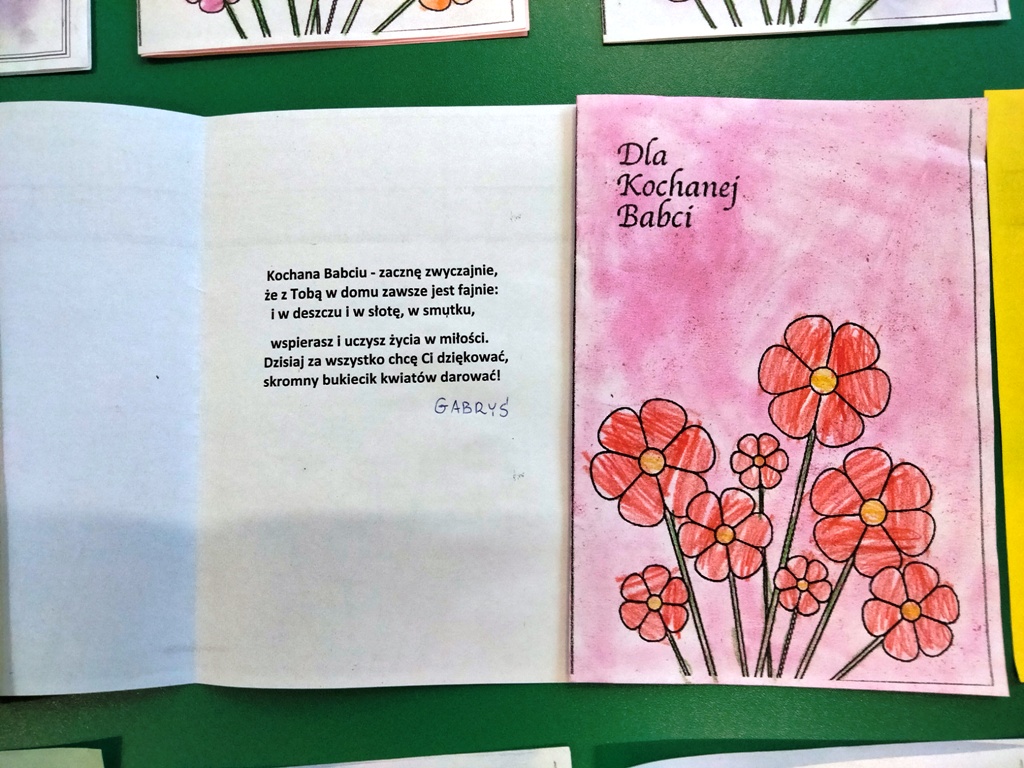 Kochana Babciu - zacznę zwyczajnie,
że z Tobą w domu zawsze jest fajnie:
i w deszczu i w słotę, w smutku,
wspierasz i uczysz życia w miłości.
Dzisiaj za wszystko chcę Ci dziękować,
skromny bukiecik kwiatów darować!
GABRYŚ
Dla
Kochanej
Babci